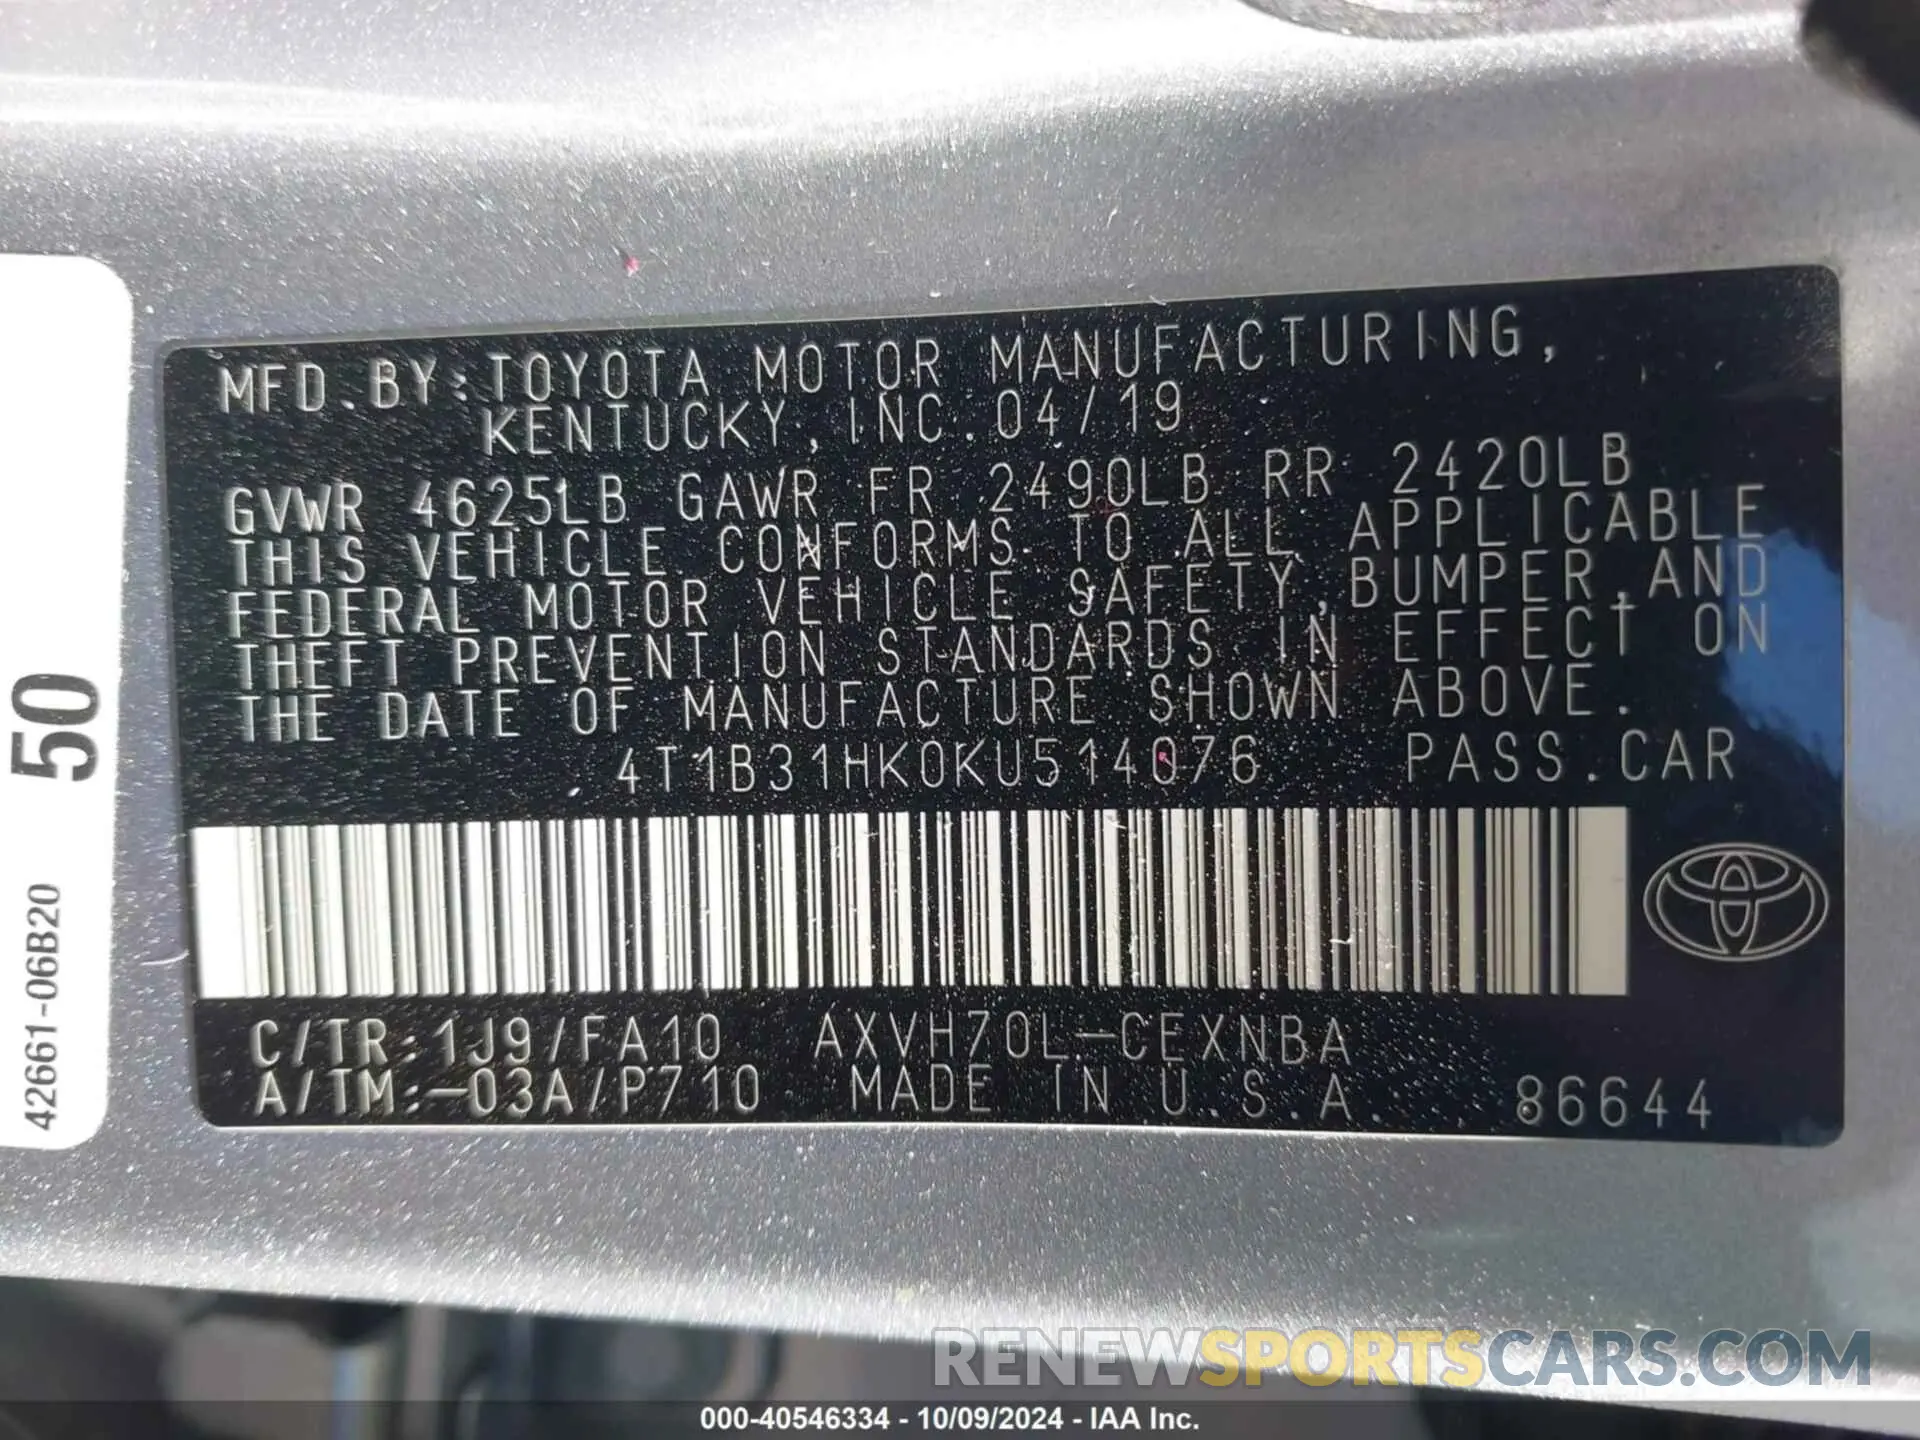 MFD.BY:TOYOTA MOTOR MANUFACTURING,
KENTUCKY, INC.04/19
GVWR 4625LB GAWR FR 2490LB RR 2420LB
THIS VEHICLE CONFORMS TO ALL APPLICABLE
FEDERAL MOTOR VEHICLE SAFETY,BUMPER,AND
THEFT PREVENTION STANDARDS IN EFFECT ON
THE DATE OF MANUFACTURE SHOWN ABOVE.
4T1B31HK0KU514076 PASS.CAR
C/TR:1J9/FA10 AXVH70L-CEXNBA
A/TM:-03A/P710 MADE IN U.S.A 86644
50
42661-06B20
RENEWSPORTSCARS.COM
000-40546334 - 10/09/2024 - IAA Inc.